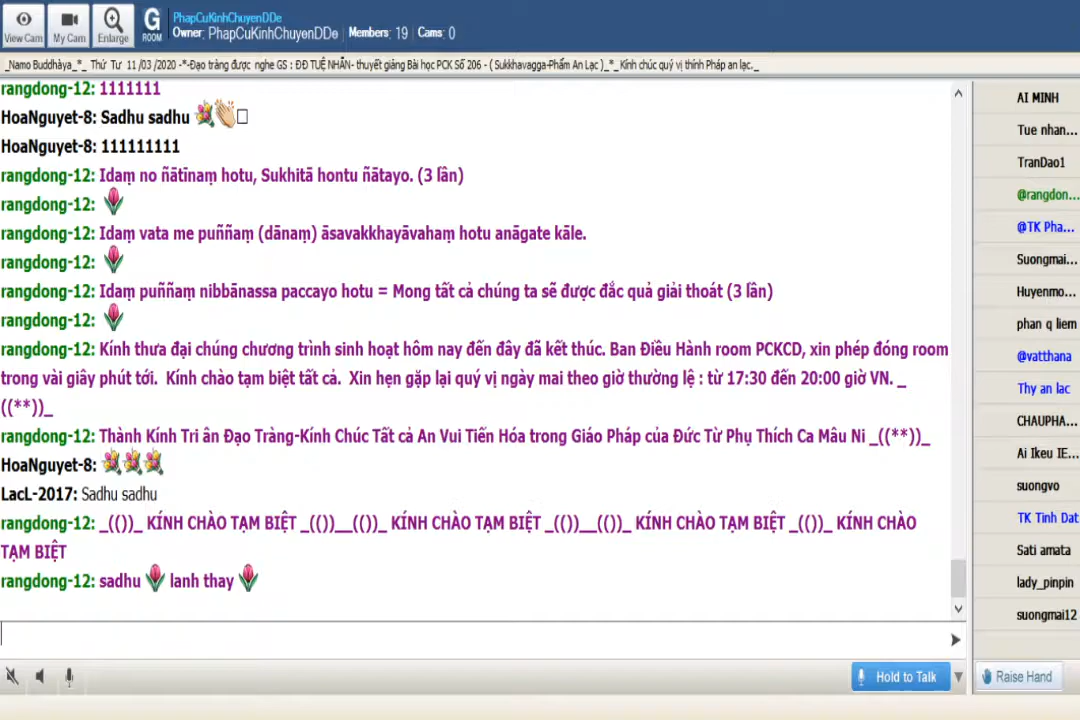 View Cam
My Cam
Enlarge
G
ROOM
PhapCuKinhChuyenDDe
Owner: PhapCuKinhChuyenDDe Members: 19 Cams: 0
_Namo Buddhàya_*_ Thứ Tư 11 /03 /2020 -*-Đạo tràng được nghe GS : ĐĐ TUỆ NHẪN- thuyết giảng Bài học PCK Số 206 - ( Sukkhavagga-Phẩm An Lạc )_*_Kính chúc quý vị thính Pháp an lạc._
rangdong-12: 1111111
HoaNguyet-8: Sadhu sadhu
HoaNguyet-8: 111111111
rangdong-12: Idaṃ no ñātīnaṃ hotu, Sukhitā hontu ñātayo. (3 lần)
rangdong-12:
rangdong-12: Idaṃ vata me puññaṃ (dānaṃ) āsavakkhayāvahaṃ hotu anāgate kāle.
rangdong-12:
rangdong-12: Idaṃ puññaṃ nibbānassa paccayo hotu = Mong tất cả chúng ta sẽ được đắc quả giải thoát (3 lần)
rangdong-12:
rangdong-12: Kính thưa đại chúng chương trình sinh hoạt hôm nay đến đây đã kết thúc. Ban Điều Hành room PCKCD, xin phép đóng room
trong vài giây phút tới. Kính chào tạm biệt tất cả. Xin hẹn gặp lại quý vị ngày mai theo giờ thường lệ : từ 17:30 đến 20:00 giờ VN. _
((**))_
rangdong-12: Thành Kính Tri ân Đạo Tràng-Kính Chúc Tất cả An Vui Tiến Hóa trong Giáo Pháp của Đức Từ Phụ Thích Ca Mâu Ni _((**))_
HoaNguyet-8:
LacL-2017: Sadhu sadhu
rangdong-12: _(())_ KÍNH CHÀO TẠM BIỆT _(())__(())_ KÍNH CHÀO TẠM BIỆT _(())__(())_ KÍNH CHÀO TẠM BIỆT _(())_ KÍNH CHÀO
TẠM BIỆT
rangdong-12: sadhu lanh thay
AI MINH
Tue nhan...
TranDao1
@rangdon...
@TK Pha...
Suongmai...
Huyenmo...
phan q liem
@vatthana
Thy an lac
CHAUPHA...
Ai Ikeu IE...
suongvo
TK Tinh Dat
Sati amata
lady_pinpin
suongmai12
Hold to Talk
Raise Hand